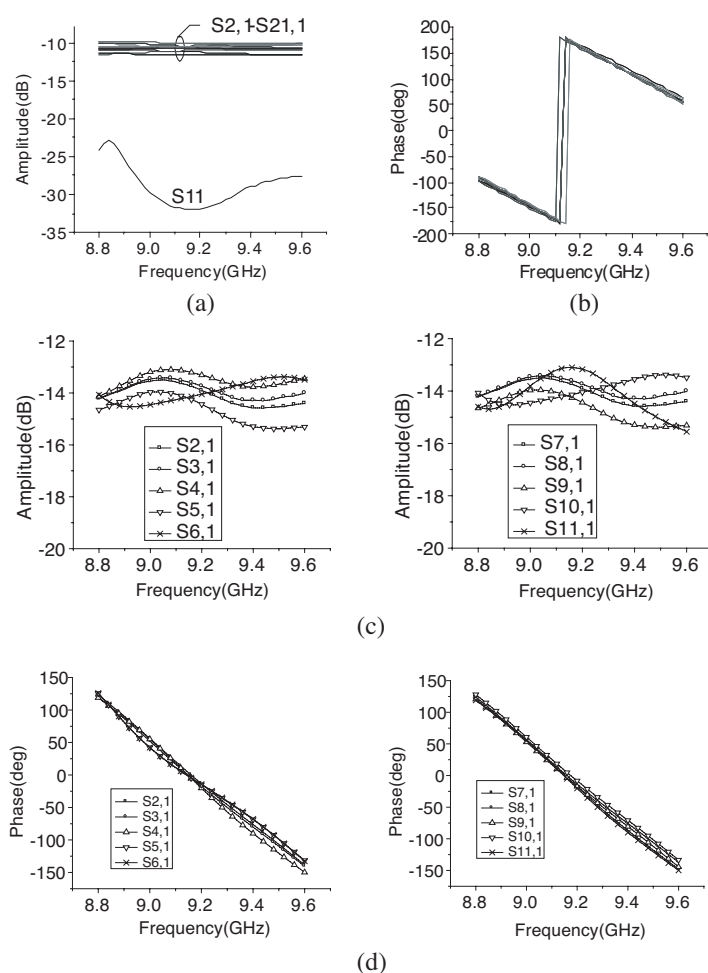 S2,1-S21,1
-10
-15
-20
-25
-30
-35
Amplitude(dB)
S11
8.8 9.0 9.2 9.4 9.6
Frequency(GHz)
(a)
200
150
100
50
0
-50
-100
-150
-200
Phase(deg)
8.8 9.0 9.2 9.4 9.6
Frequency(GHz)
(b)
-12
-14
-16
-18
-20
Amplitude(dB)
S2,1
S3,1
S4,1
S5,1
S6,1
8.8 9.0 9.2 9.4 9.6
Frequency(GHz)
-12
-14
-16
-18
-20
Amplitude(dB)
S7,1
S8,1
S9,1
S10,1
S11,1
8.8 9.0 9.2 9.4 9.6
Frequency(GHz)
(c)
150
100
50
0
-50
-100
-150
Phase(deg)
S2,1
S3,1
S4,1
S5,1
S6,1
8.8 9.0 9.2 9.4 9.6
Frequency(GHz)
150
100
50
0
-50
-100
-150
Phase(deg)
S7,1
S8,1
S9,1
S10,1
S11,1
8.8 9.0 9.2 9.4 9.6
Frequency(GHz)
(d)